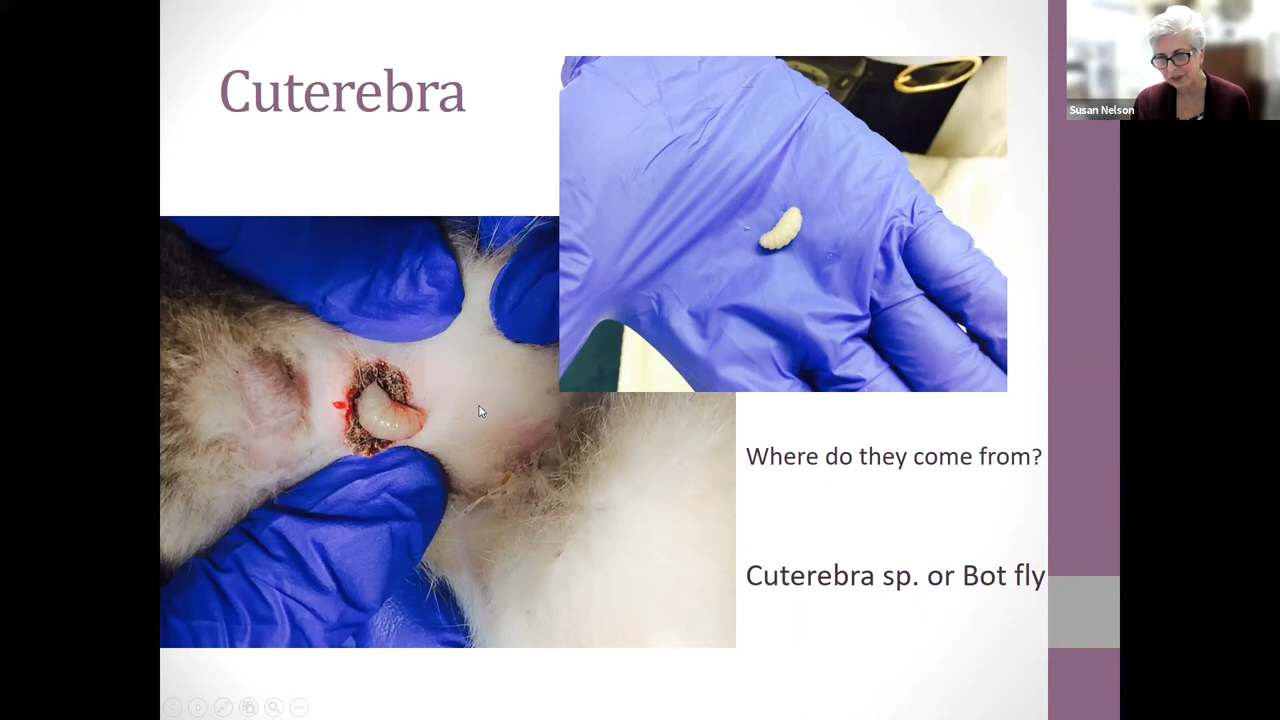 Cuterebra
Susan Nelson
Where do they come from?
Cuterebra sp. or Bot fly